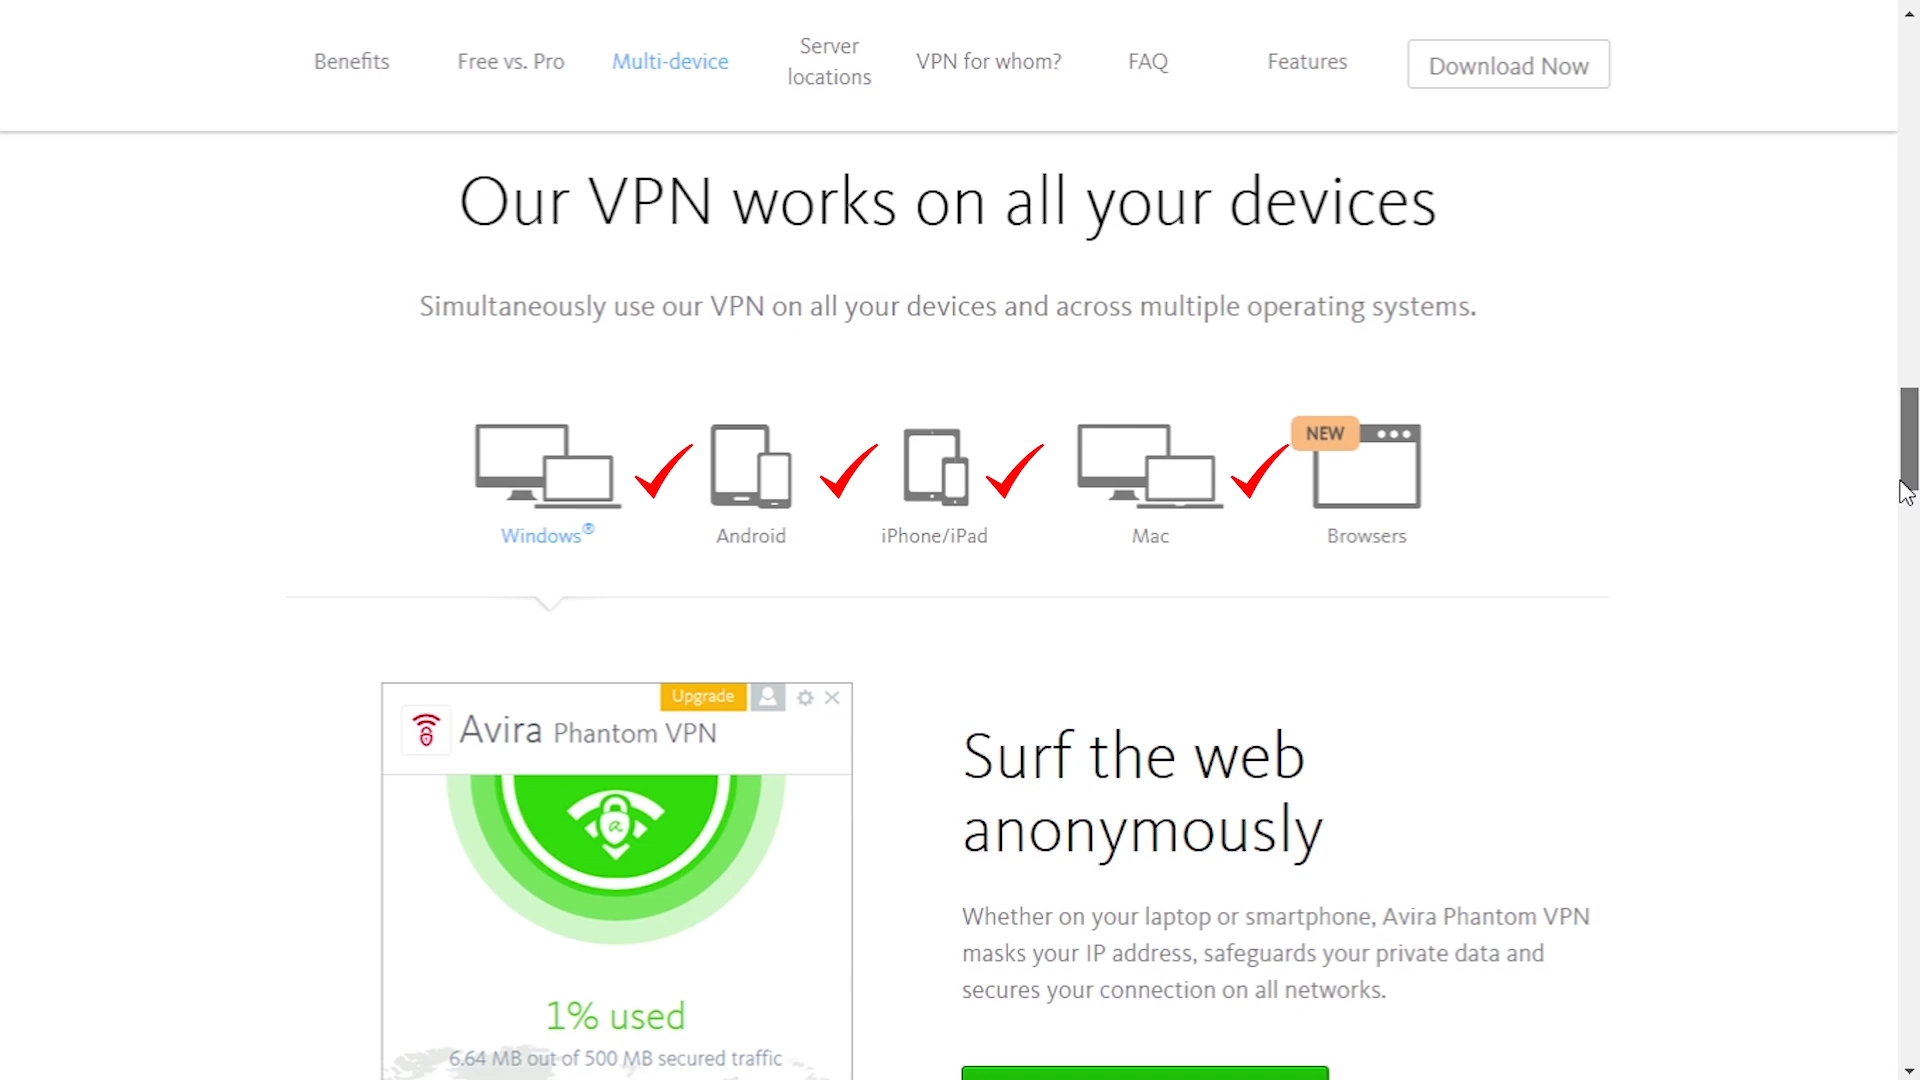 Benefits
Free vs. Pro
Multi-device
Server
locations
VPN for whom?
FAQ
Features
Download Now
Our VPN works on all your devices
Simultaneously use our VPN on all your devices and across multiple operating systems.
NEW
Windows®
Android
iPhone/iPad
Mac
Browsers
Upgrade
Avira Phantom VPN
1% used
6.64 MB out of 500 MB secured traffic
Surf the web
anonymously
Whether on your laptop or smartphone, Avira Phantom VPN
masks your IP address, safeguards your private data and
secures your connection on all networks.